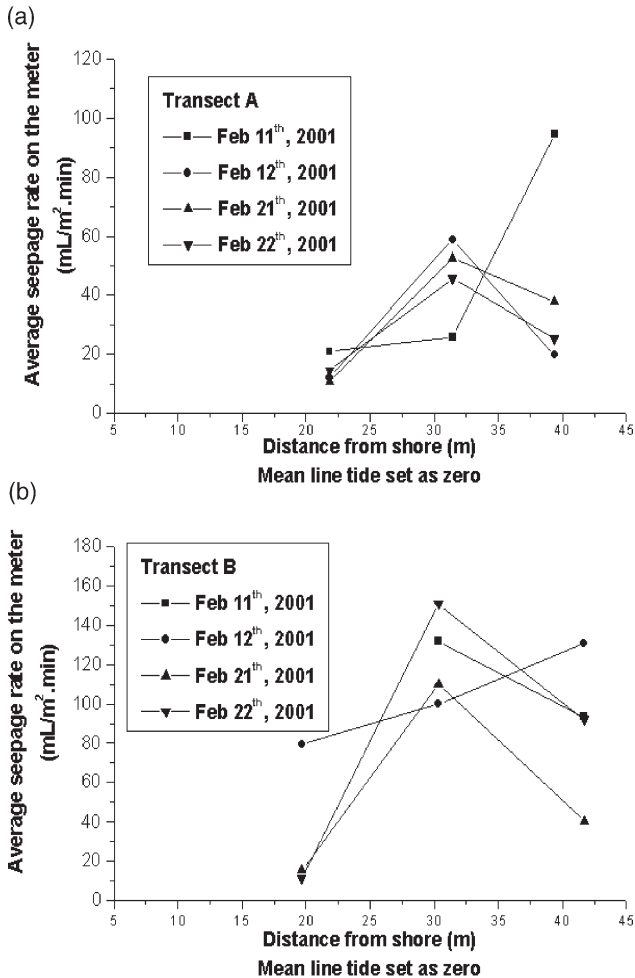 (a)
Average seepage rate on the meter
(mL/m².min)
120
100
80
60
40
20
0
Transect A
Feb 11th, 2001
Feb 12th, 2001
Feb 21th, 2001
Feb 22th, 2001
5 10 15 20 25 30 35 40 45
Distance from shore (m)
Mean line tide set as zero
(b)
Average seepage rate on the meter
(mL/m².min)
180
160
140
120
100
80
60
40
20
0
Transect B
Feb 11th, 2001
Feb 12th, 2001
Feb 21th, 2001
Feb 22th, 2001
5 10 15 20 25 30 35 40 45
Distance from shore (m)
Mean line tide set as zero